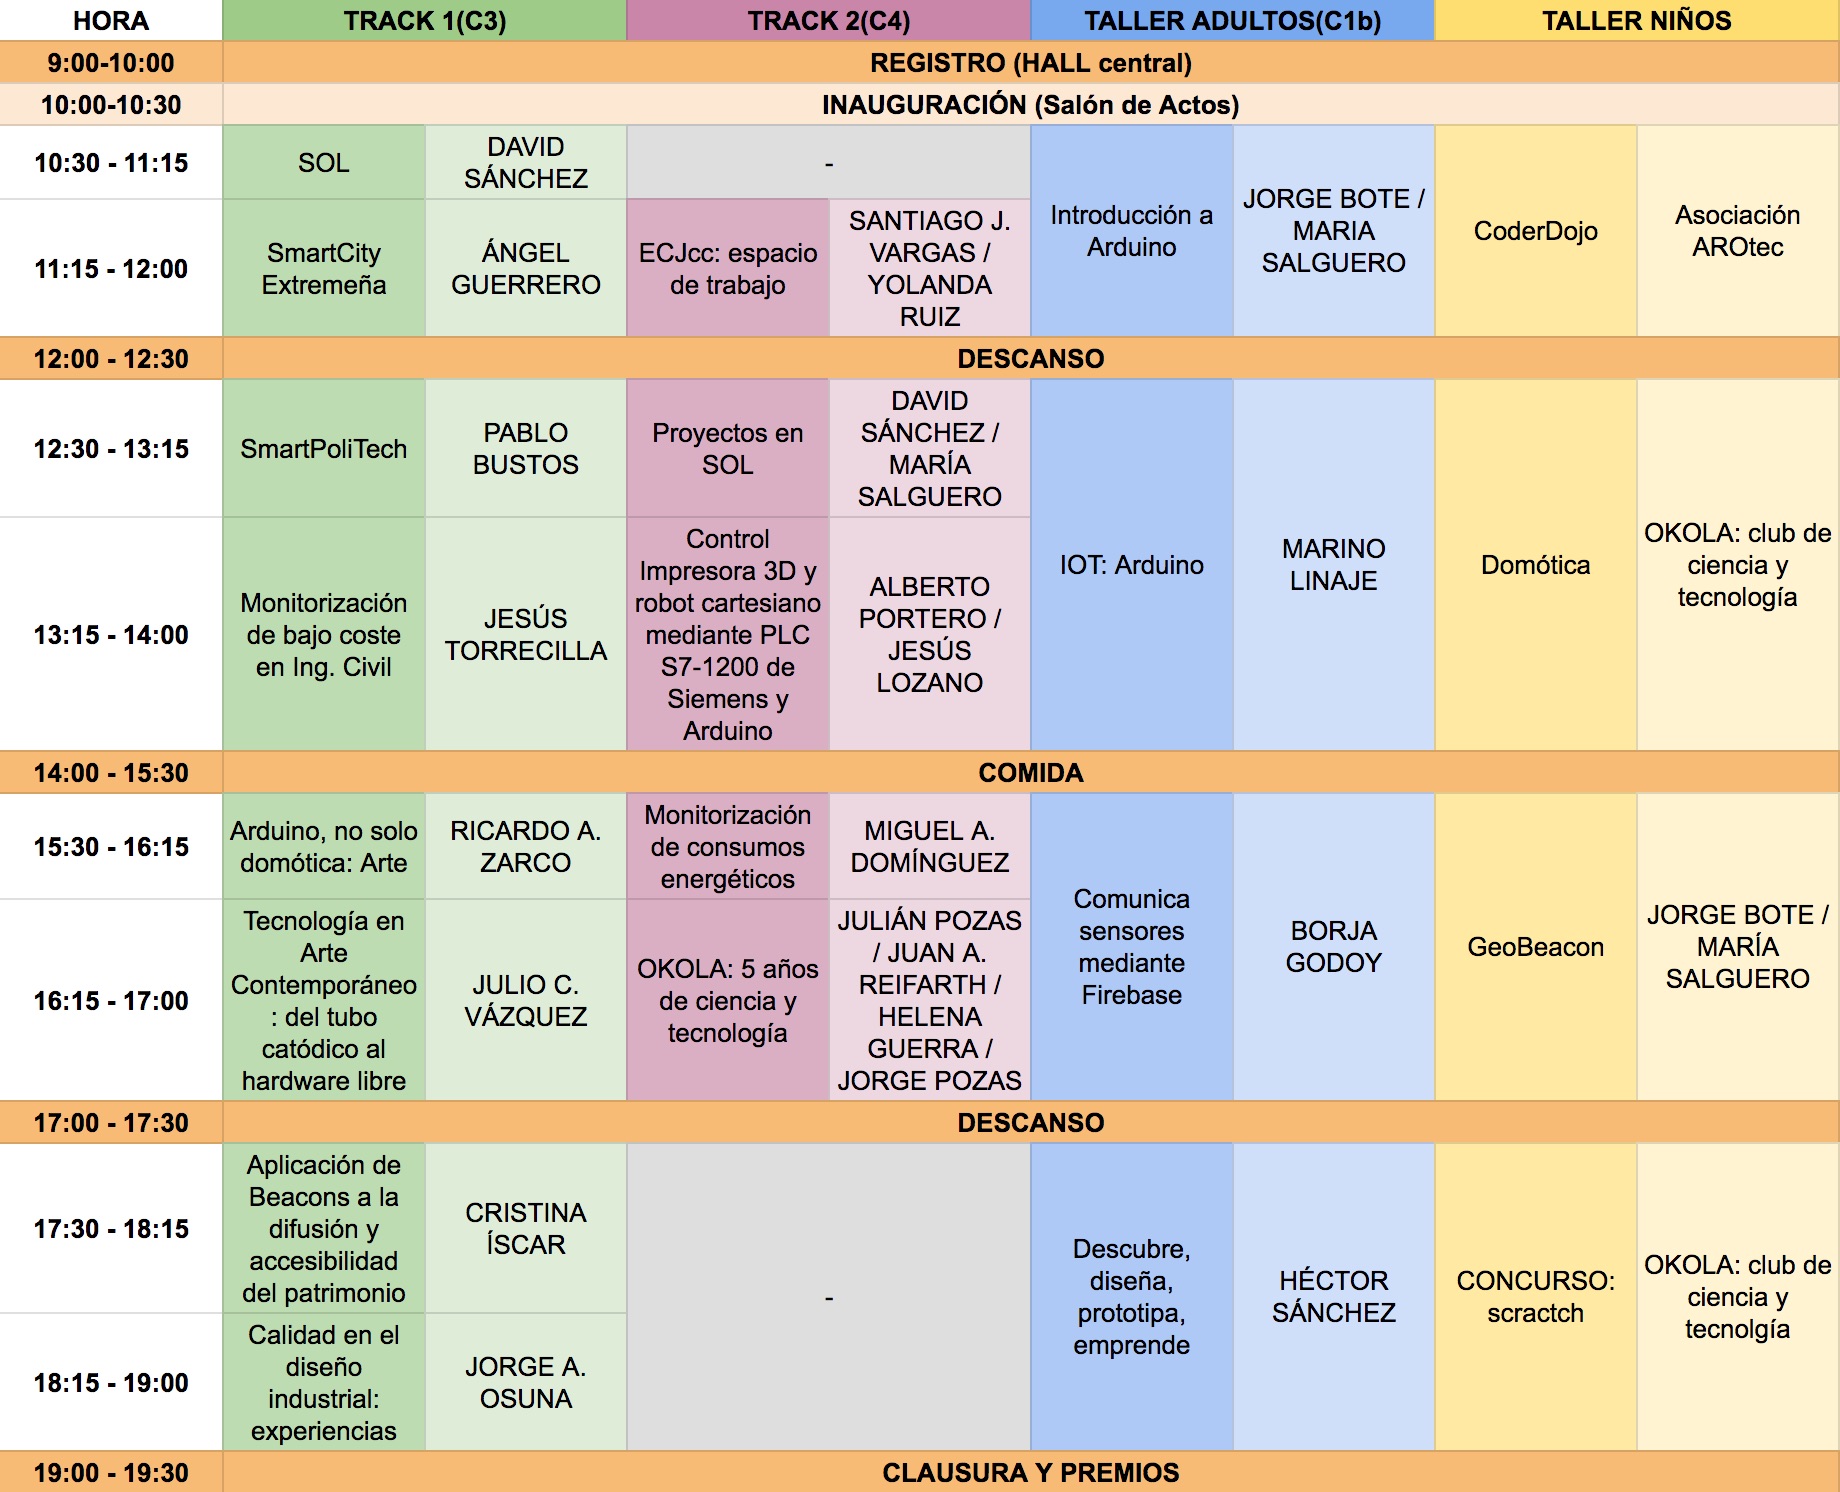 HORA
TRACK 1(C3)
TRACK 2(C4)
TALLER ADULTOS(C1b)
TALLER NIÑOS
9:00-10:00
REGISTRO (HALL central)
10:00-10:30
INAUGURACIÓN (Salón de Actos)
10:30 - 11:15
SOL
DAVID
SÁNCHEZ
-
Introducción a
Arduino
JORGE BOTE /
MARIA
SALGUERO
CoderDojo
Asociación
AROtec
11:15 - 12:00
SmartCity
Extremeña
ÁNGEL
GUERRERO
ECJcc: espacio
de trabajo
SANTIAGO J.
VARGAS /
YOLANDA
RUIZ
12:00 - 12:30
DESCANSO
12:30 - 13:15
SmartPoliTech
PABLO
BUSTOS
Proyectos en
SOL
DAVID
SÁNCHEZ /
MARÍA
SALGUERO
IOT: Arduino
MARINO
LINAJE
Domótica
OKOLA: club de
ciencia y
tecnología
13:15 - 14:00
Monitorización
de bajo coste
en Ing. Civil
JESÚS
TORRECILLA
Control
Impresora 3D y
robot cartesiano
mediante PLC
S7-1200 de
Siemens y
Arduino
ALBERTO
PORTERO /
JESÚS
LOZANO
14:00 - 15:30
COMIDA
15:30 - 16:15
Arduino, no solo
domótica: Arte
RICARDO A.
ZARCO
Monitorización
de consumos
energéticos
MIGUEL A.
DOMÍNGUEZ
Comunica
sensores
mediante
Firebase
BORJA
GODOY
GeoBeacon
JORGE BOTE /
MARÍA
SALGUERO
16:15 - 17:00
Tecnología en
Arte
Contemporáneo
: del tubo
catódico al
hardware libre
JULIO C.
VÁZQUEZ
OKOLA: 5 años
de ciencia y
tecnología
JULIÁN POZAS
/ JUAN A.
REIFARTH /
HELENA
GUERRA /
JORGE POZAS
17:00 - 17:30
DESCANSO
17:30 - 18:15
Aplicación de
Beacons a la
difusión y
accesibilidad
del patrimonio
CRISTINA
ÍSCAR
-
Descubre,
diseña,
prototipa,
emprende
HÉCTOR
SÁNCHEZ
CONCURSO:
scractch
OKOLA: club de
ciencia y
tecnolgía
18:15 - 19:00
Calidad en el
diseño
industrial:
experiencias
JORGE A.
OSUNA
19:00 - 19:30
CLAUSURA Y PREMIOS